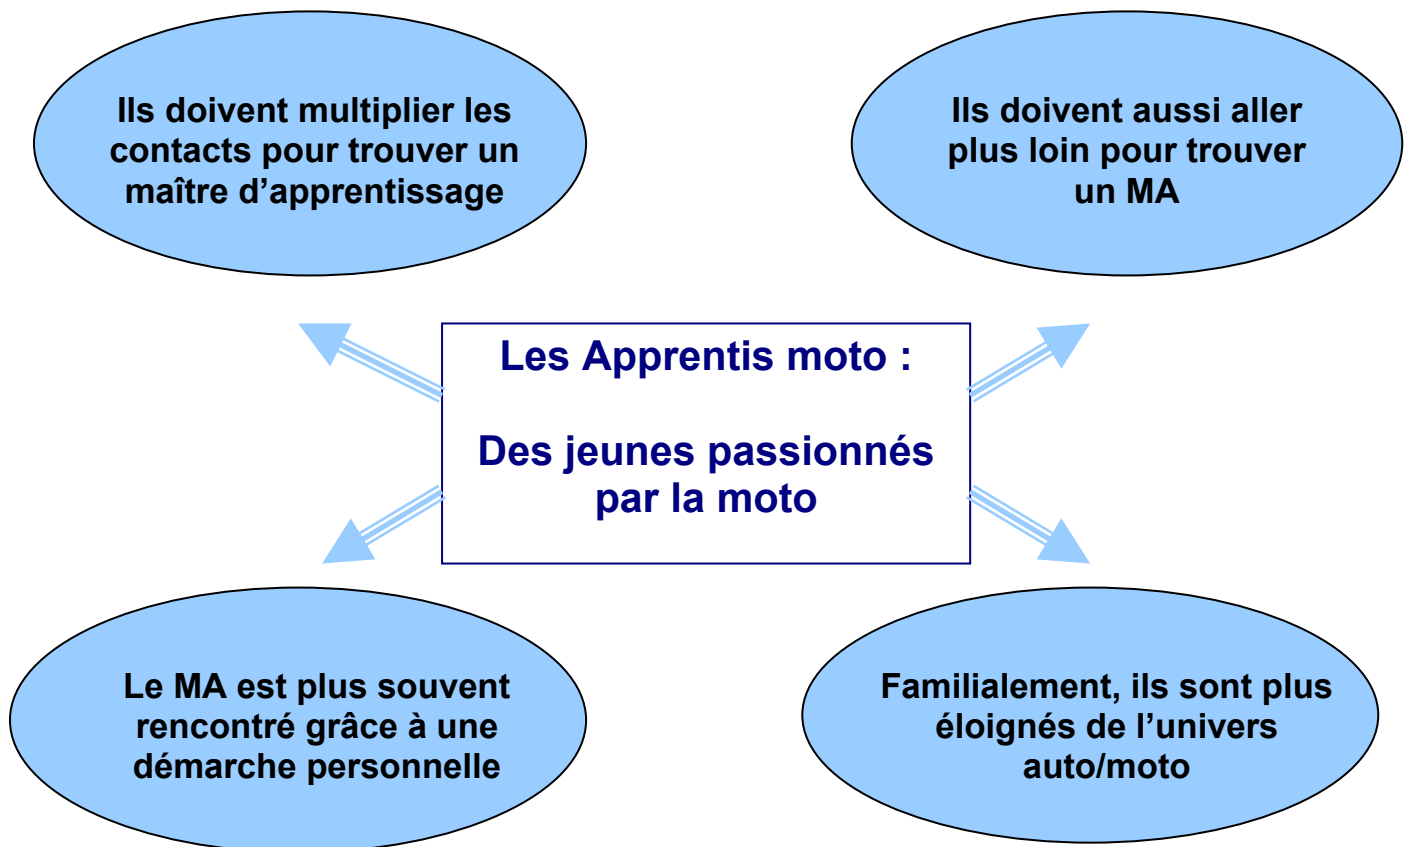 Ils doivent multiplier les
contacts pour trouver un
maître d’apprentissage
Ils doivent aussi aller
plus loin pour trouver
un MA
Les Apprentis moto :
Des jeunes passionnés
par la moto
Le MA est plus souvent
rencontré grâce à une
démarche personnelle
Familialement, ils sont plus
éloignés de l’univers
auto/moto